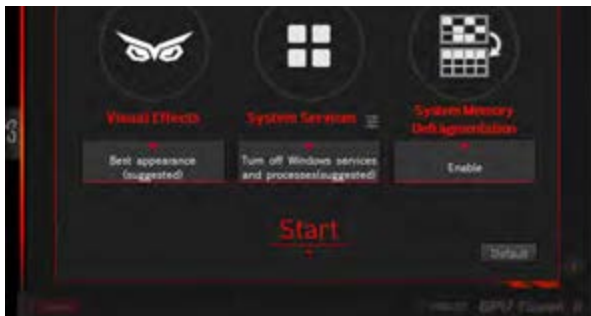 Visual Effects
System Services
System Memory
Defragmentation
Best appearance
(suggested)
Turn off Windows services
and processes(suggested)
Enable
Start
Default